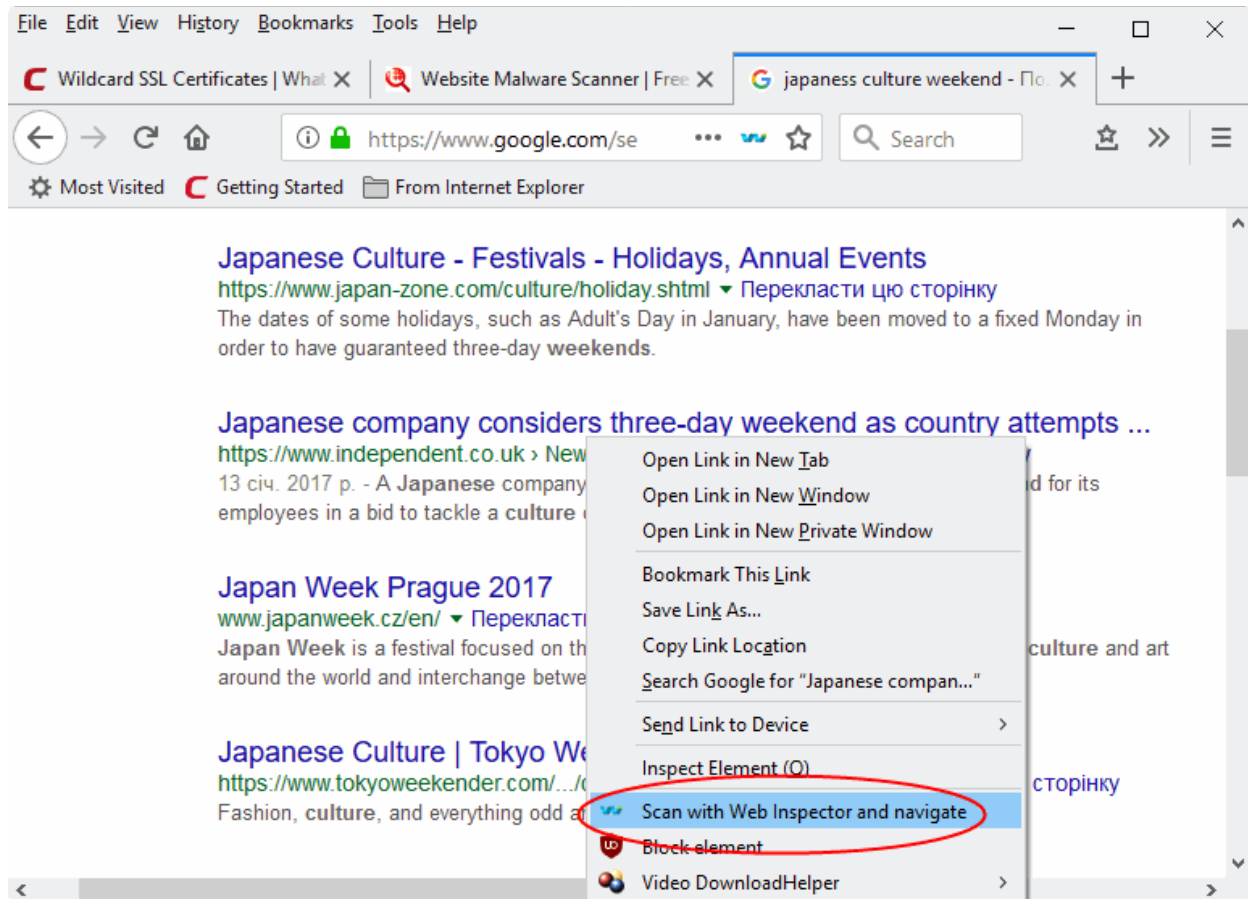 File Edit View History Bookmarks Tools Help
Wildcard SSL Certificates | What Website Malware Scanner | Free japaness culture weekend - По
https://www.google.com/se Search
Most Visited Getting Started From Internet Explorer
Japanese Culture - Festivals - Holidays, Annual Events
https://www.japan-zone.com/culture/holiday.shtml Перекласти цю сторінку
The dates of some holidays, such as Adult's Day in January, have been moved to a fixed Monday in
order to have guaranteed three-day weekends.
Japanese company considers three-day weekend as country attempts ...
https://www.independent.co.uk › New
13 січ. 2017 р. - A Japanese company d for its
employees in a bid to tackle a culture
Japan Week Prague 2017
www.japanweek.cz/en/ Перекласти
Japan Week is a festival focused on th culture and art
around the world and interchange betwe
Japanese Culture | Tokyo We
https://www.tokyoweekender.com/.../ сторінку
Fashion, culture, and everything odd a
Open Link in New Tab
Open Link in New Window
Open Link in New Private Window
Bookmark This Link
Save Link As...
Copy Link Location
Search Google for “Japanese compan...”
Send Link to Device
Inspect Element (Q)
Scan with Web Inspector and navigate
Block element
Video DownloadHelper